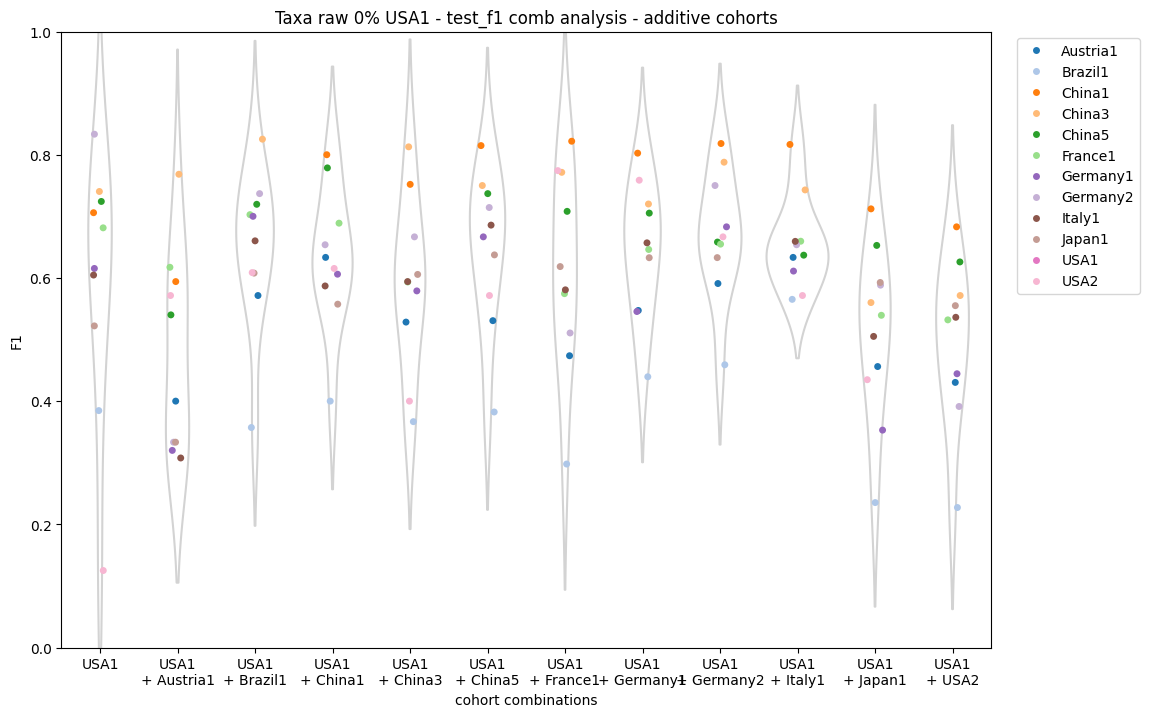 Taxa raw 0% USA1 - test_f1 comb analysis - additive cohorts
1.0
0.8
0.6
0.4
0.2
0.0
F1
USA1
USA1
+ Austria1
USA1
+ Brazil1
USA1
+ China1
USA1
+ China3
USA1
+ China5
USA1
+ France1
USA1
+ Germany1
USA1
+ Germany2
USA1
+ Italy1
USA1
+ Japan1
USA1
+ USA2
cohort combinations
Austria1
Brazil1
China1
China3
China5
France1
Germany1
Germany2
Italy1
Japan1
USA1
USA2